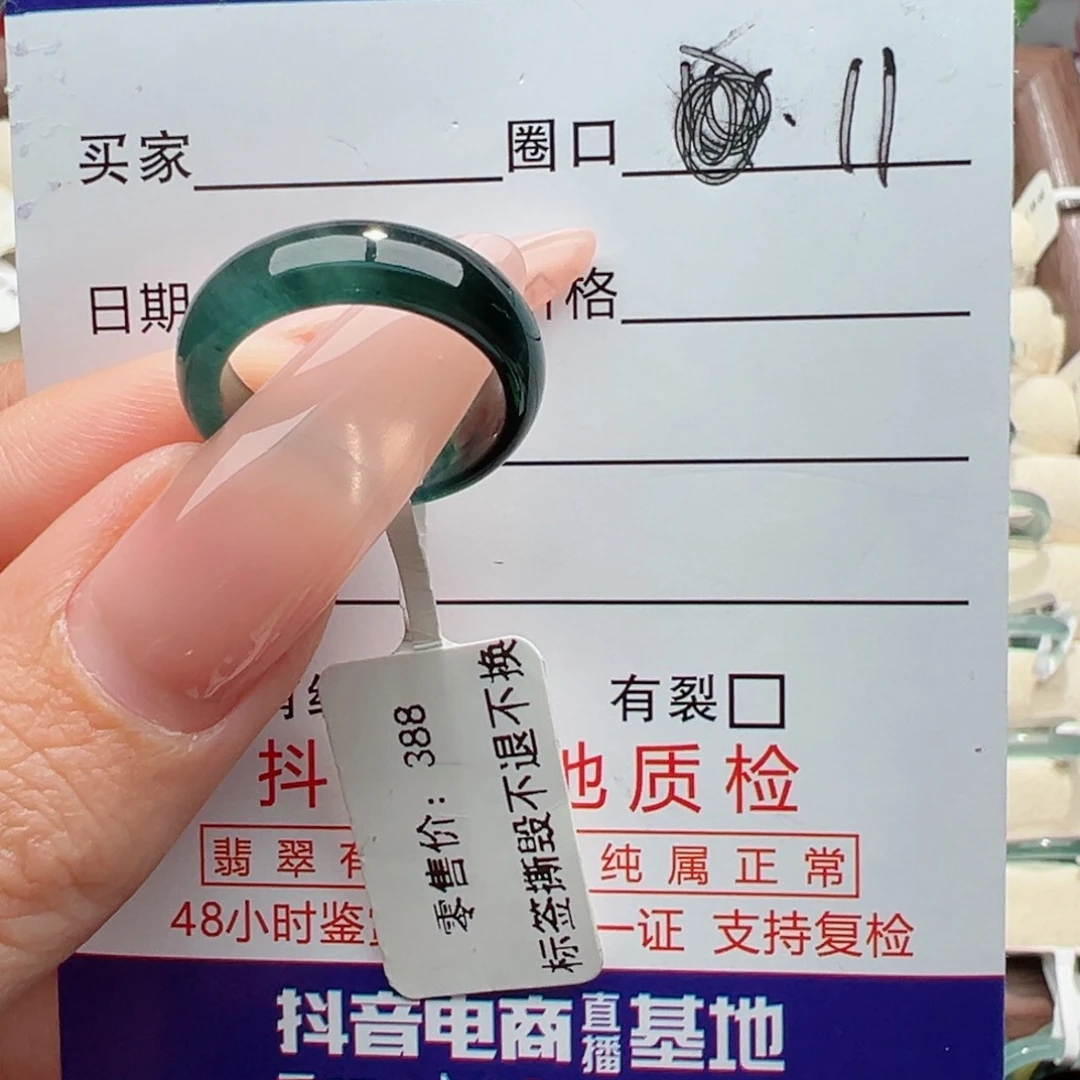 买家 圈口 11
日期 格
有裂
抖 地质检
翡翠有 纯属正常
48小时鉴 一证 支持复检
抖音电商直播基地
零售价：388
标签撕毁不退不换